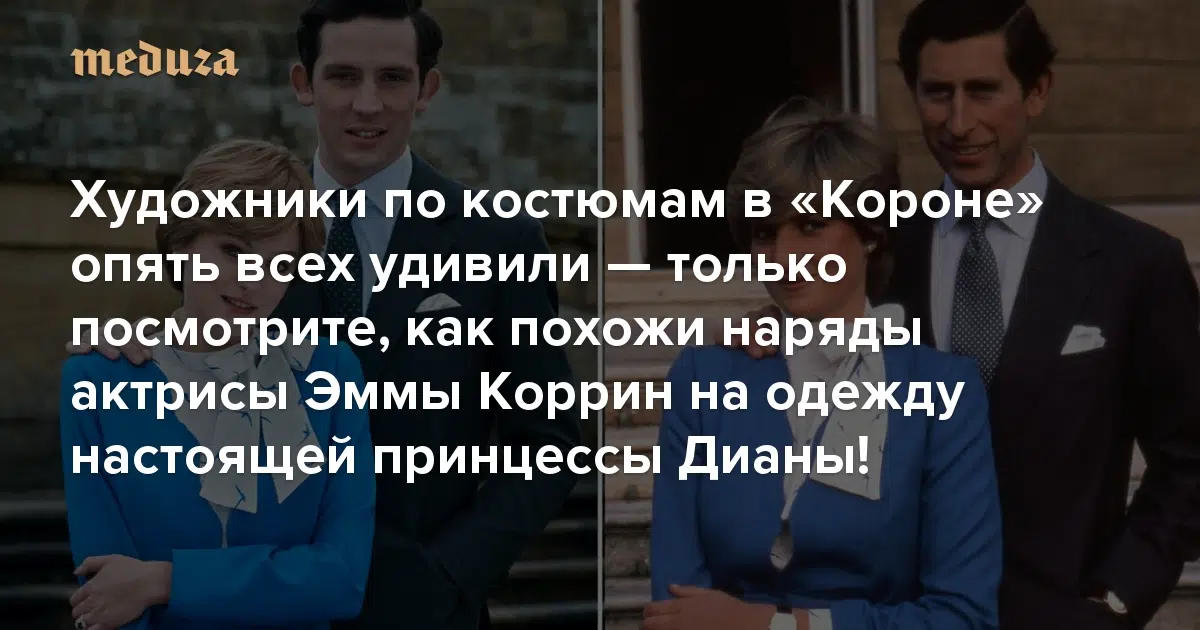 meduza
Художники по костюмам в «Короне»
опять всех удивили — только
посмотрите, как похожи наряды
актрисы Эммы Коррин на одежду
настоящей принцессы Дианы!